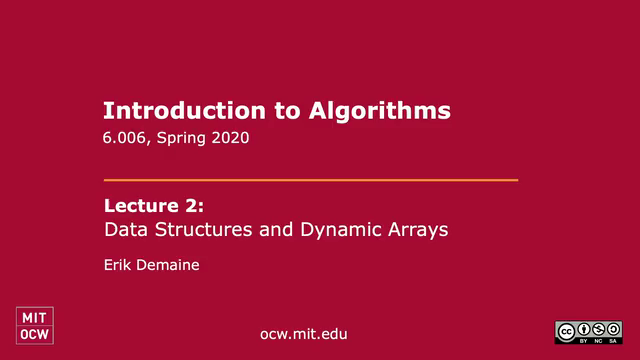 Introduction to Algorithms
6.006, Spring 2020
Lecture 2:
Data Structures and Dynamic Arrays
Erik Demaine
MIT
OCW
ocw.mit.edu
cc
BY NC SA